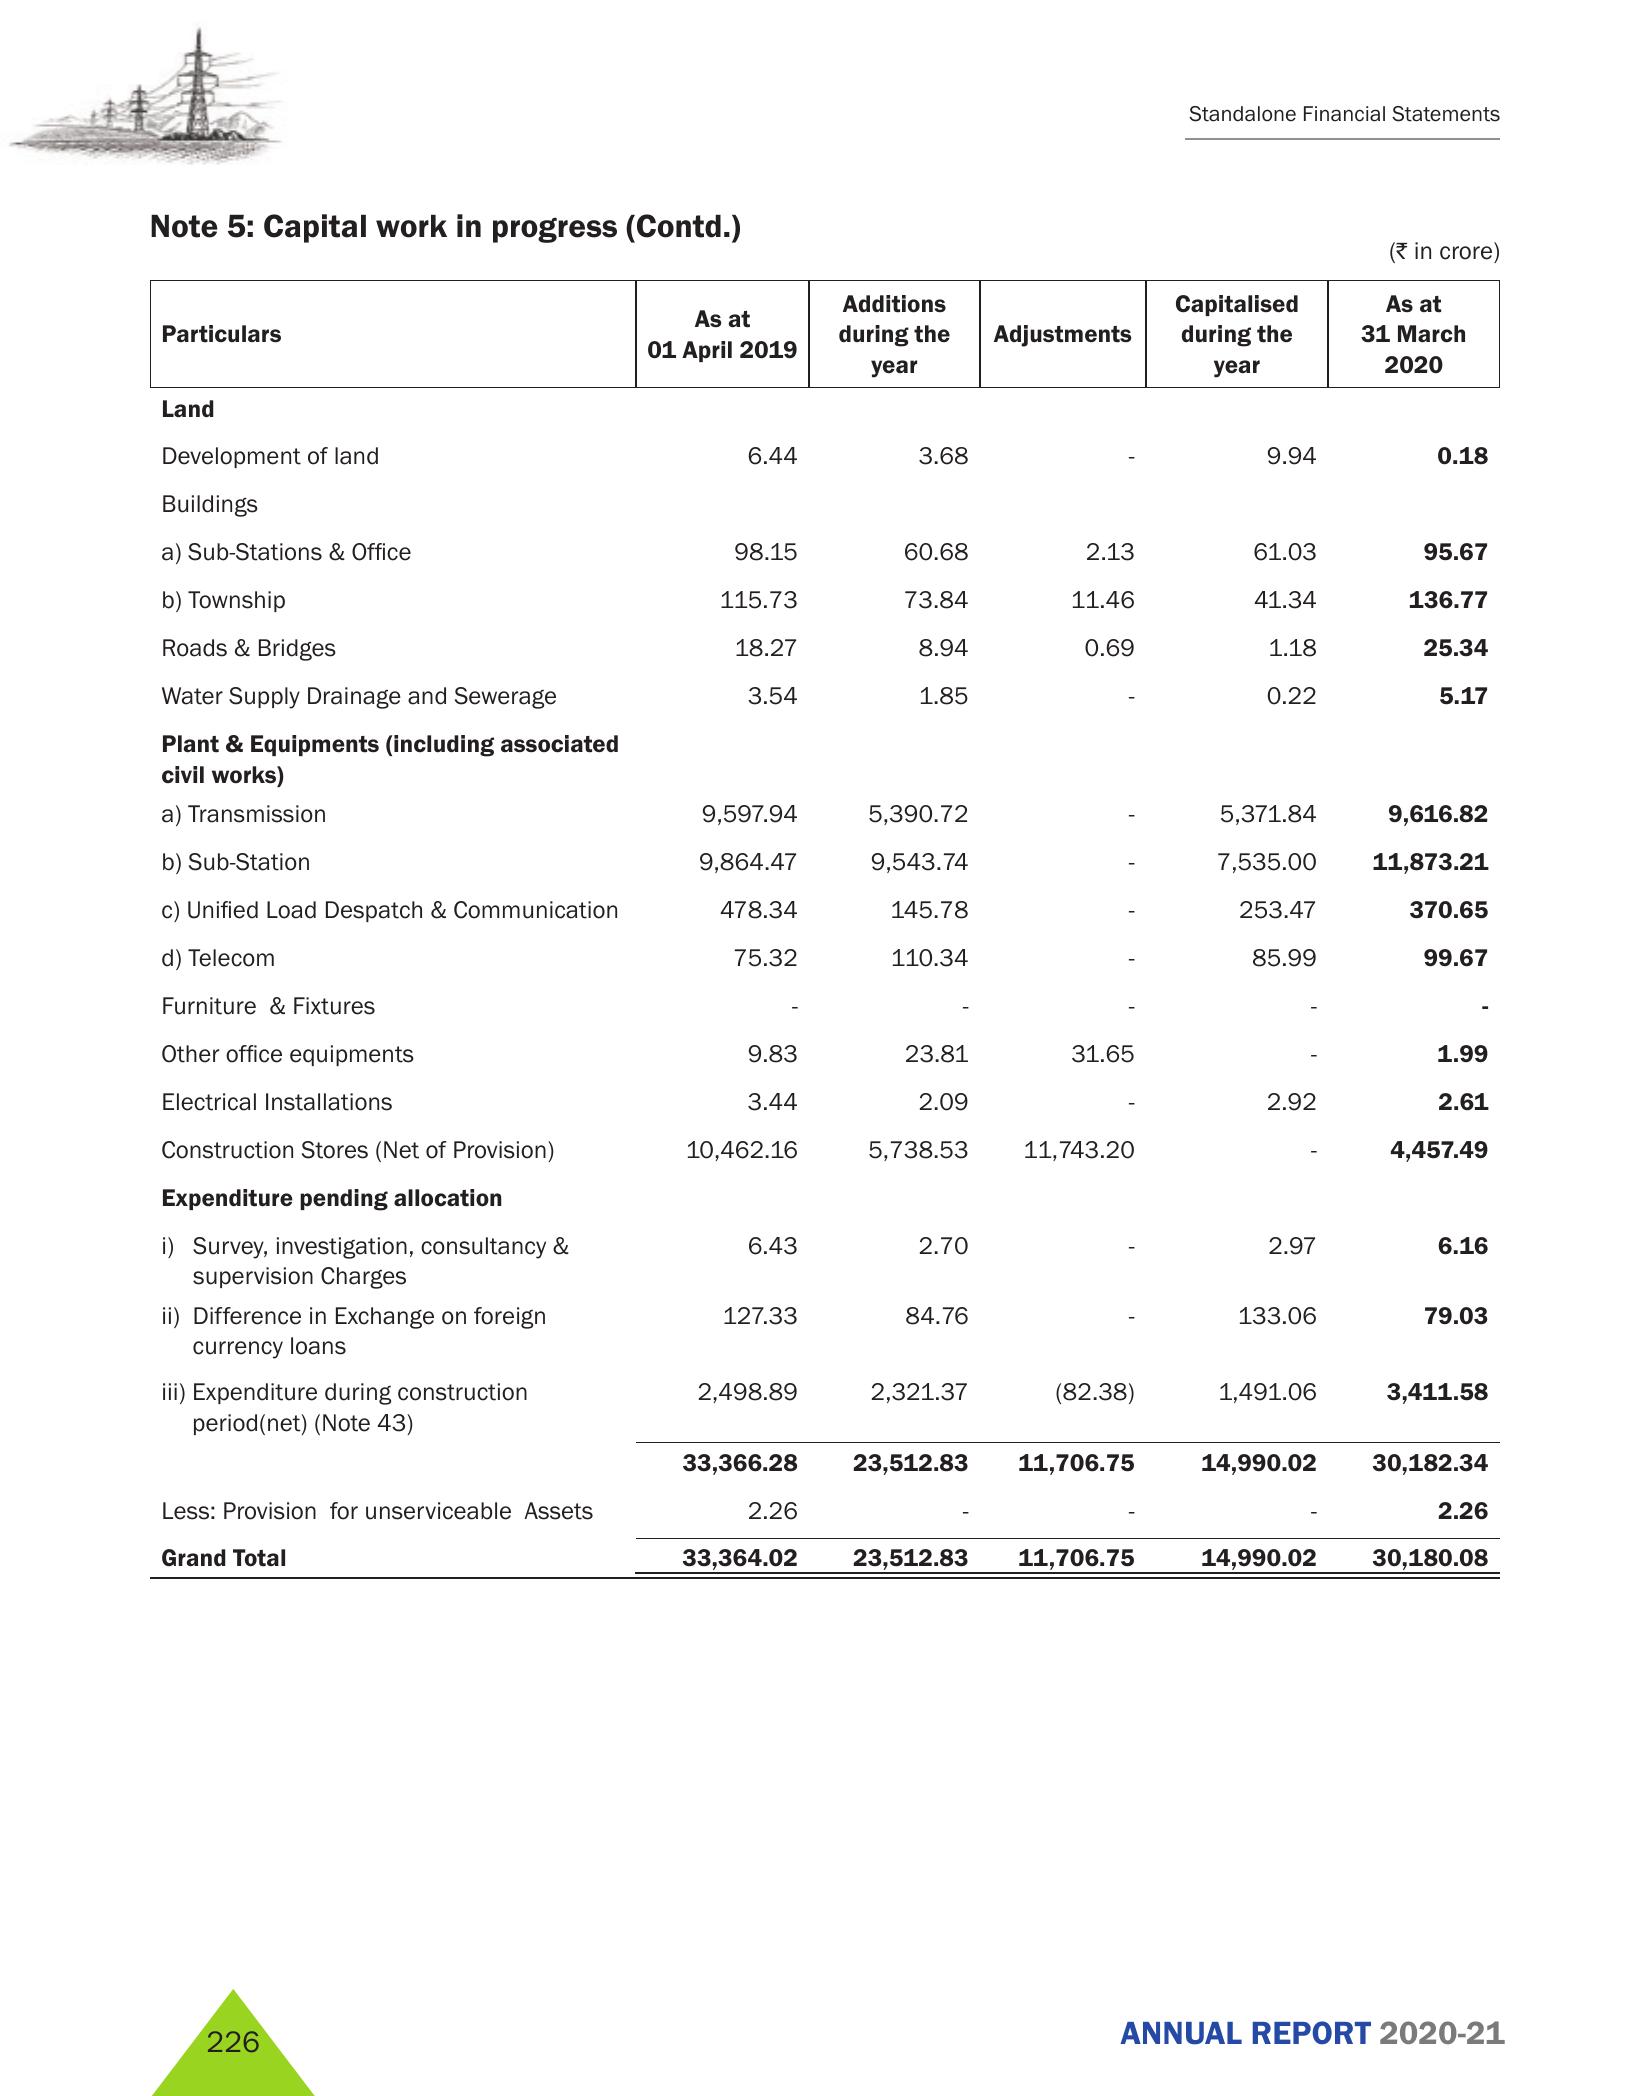 Standalone Financial Statements
Note 5: Capital work in progress (Contd.)
(₹ in crore)
Particulars As at 01 April 2019 Additions during the year Adjustments Capitalised during the year As at 31 March 2020
Land
Development of land 6.44 3.68 - 9.94 0.18
Buildings
a) Sub-Stations & Office 98.15 60.68 2.13 61.03 95.67
b) Township 115.73 73.84 11.46 41.34 136.77
Roads & Bridges 18.27 8.94 0.69 1.18 25.34
Water Supply Drainage and Sewerage 3.54 1.85 - 0.22 5.17
Plant & Equipments (including associated
civil works)
a) Transmission 9,597.94 5,390.72 - 5,371.84 9,616.82
b) Sub-Station 9,864.47 9,543.74 - 7,535.00 11,873.21
c) Unified Load Despatch & Communication 478.34 145.78 - 253.47 370.65
d) Telecom 75.32 110.34 - 85.99 99.67
Furniture & Fixtures - - - - -
Other office equipments 9.83 23.81 31.65 - 1.99
Electrical Installations 3.44 2.09 - 2.92 2.61
Construction Stores (Net of Provision) 10,462.16 5,738.53 11,743.20 - 4,457.49
Expenditure pending allocation
i) Survey, investigation, consultancy & 6.43 2.70 - 2.97 6.16
supervision Charges
ii) Difference in Exchange on foreign 127.33 84.76 - 133.06 79.03
currency loans
iii) Expenditure during construction 2,498.89 2,321.37 (82.38) 1,491.06 3,411.58
period(net) (Note 43)
33,366.28 23,512.83 11,706.75 14,990.02 30,182.34
Less: Provision for unserviceable Assets 2.26 - - - 2.26
Grand Total 33,364.02 23,512.83 11,706.75 14,990.02 30,180.08
226
ANNUAL REPORT 2020-21